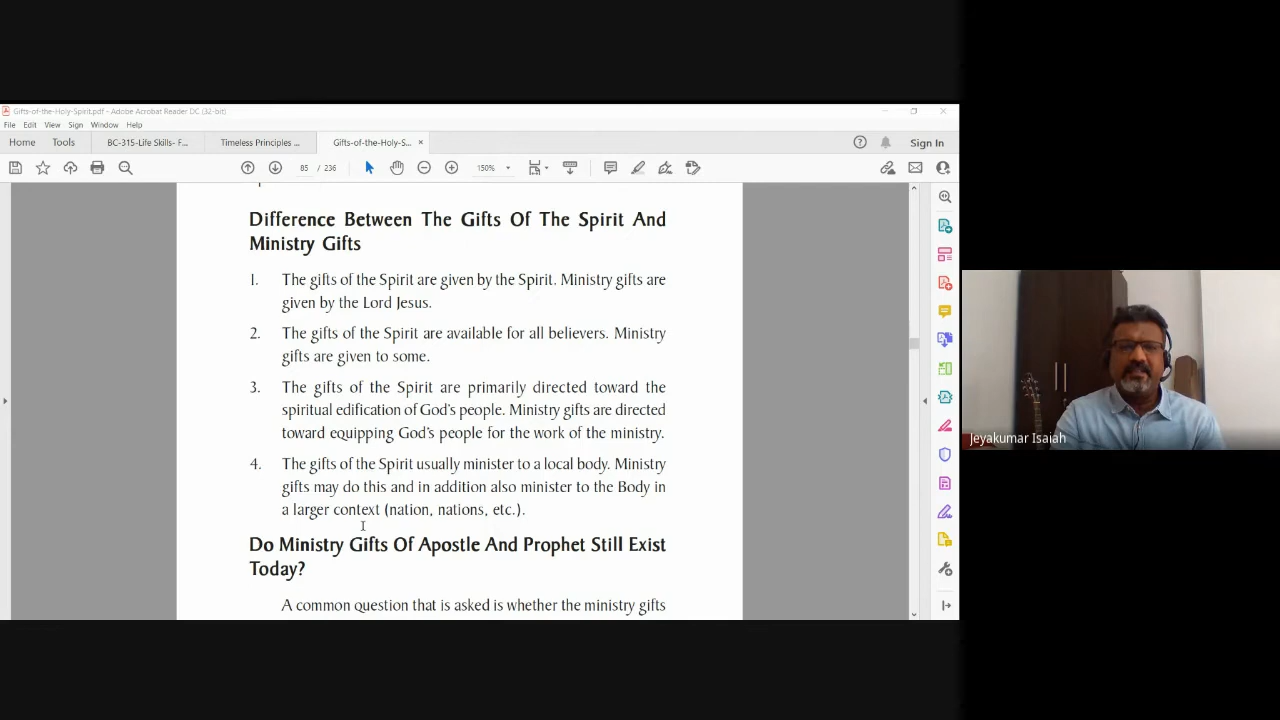 Gifts-of-the-Holy-Spirit.pdf - Adobe Acrobat Reader DC (32-bit)
File Edit View Sign Window Help
Home Tools BC-315-Life Skills- F... Timeless Principles ... Gifts-of-the-Holy-S... × Sign In
85 / 236 150%
Difference Between The Gifts Of The Spirit And
Ministry Gifts
1. The gifts of the Spirit are given by the Spirit. Ministry gifts are
given by the Lord Jesus.
2. The gifts of the Spirit are available for all believers. Ministry
gifts are given to some.
3. The gifts of the Spirit are primarily directed toward the
spiritual edification of God's people. Ministry gifts are directed
toward equipping God's people for the work of the ministry.
4. The gifts of the Spirit usually minister to a local body. Ministry
gifts may do this and in addition also minister to the Body in
a larger context (nation, nations, etc.).
Do Ministry Gifts Of Apostle And Prophet Still Exist
Today?
A common question that is asked is whether the ministry gifts
Jeyakumar Isaiah